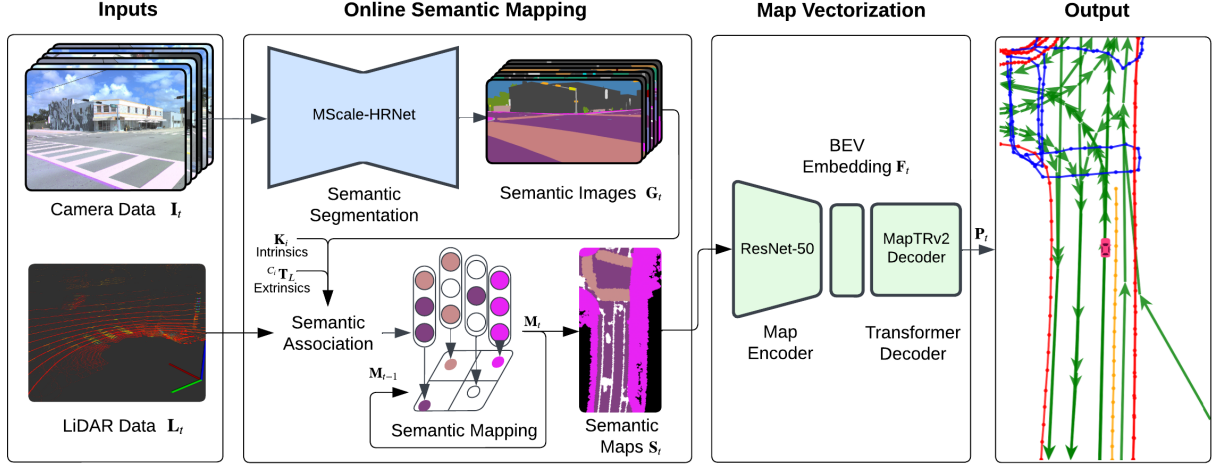 Inputs
Online Semantic Mapping
Map Vectorization
Output
MScale-HRNet
Camera Data I_t
Semantic
Segmentation
Semantic Images G_t
K_i
Intrinsics
^{C_i}T_L
Extrinsics
Semantic
Association
M_t
M_{t-1}
LiDAR Data L_t
Semantic Mapping
Semantic
Maps S_t
BEV
Embedding F_t
ResNet-50
MapTRv2
Decoder
Map
Encoder
Transformer
Decoder
P_t